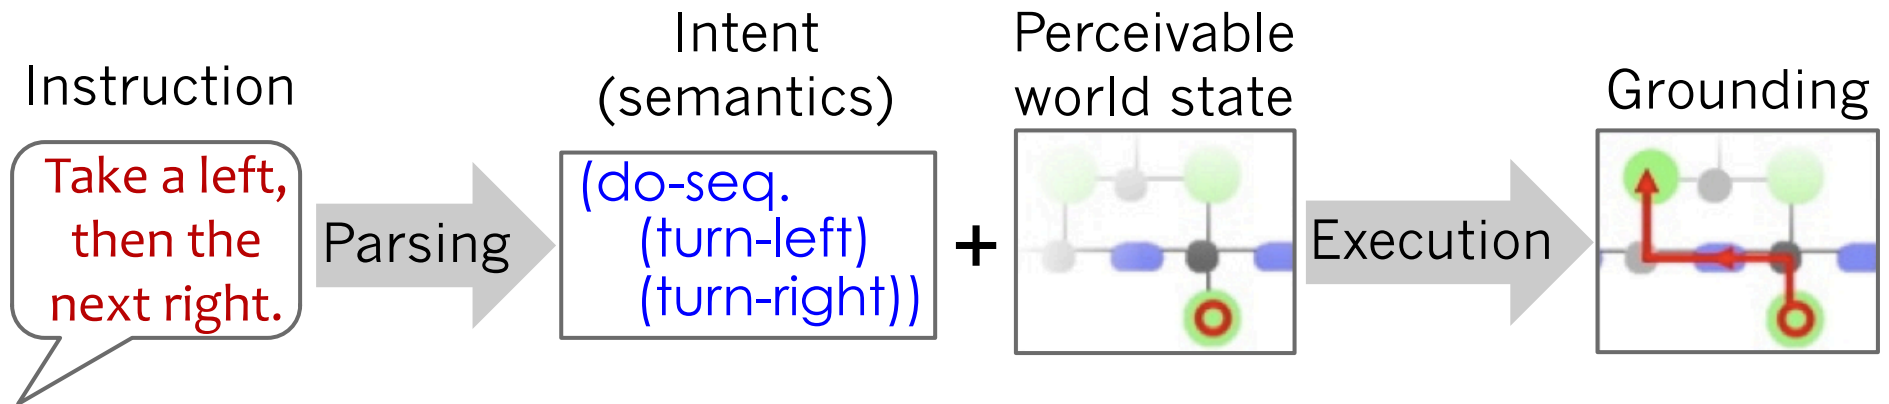 Instruction
Take a left,
then the
next right.
Parsing
Intent
(semantics)
(do-seq.
(turn-left)
(turn-right))
+
Perceivable
world state
Execution
Grounding